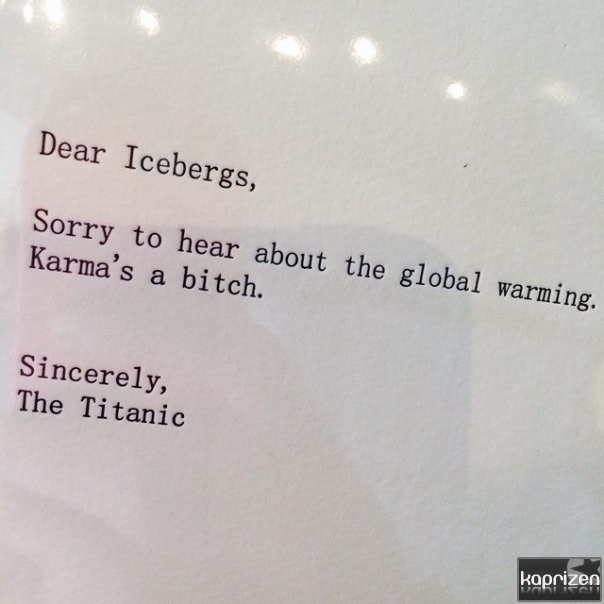 Dear Icebergs,
Sorry to hear about the global warming.
Karma's a bitch.
Sincerely,
The Titanic
kaprizen